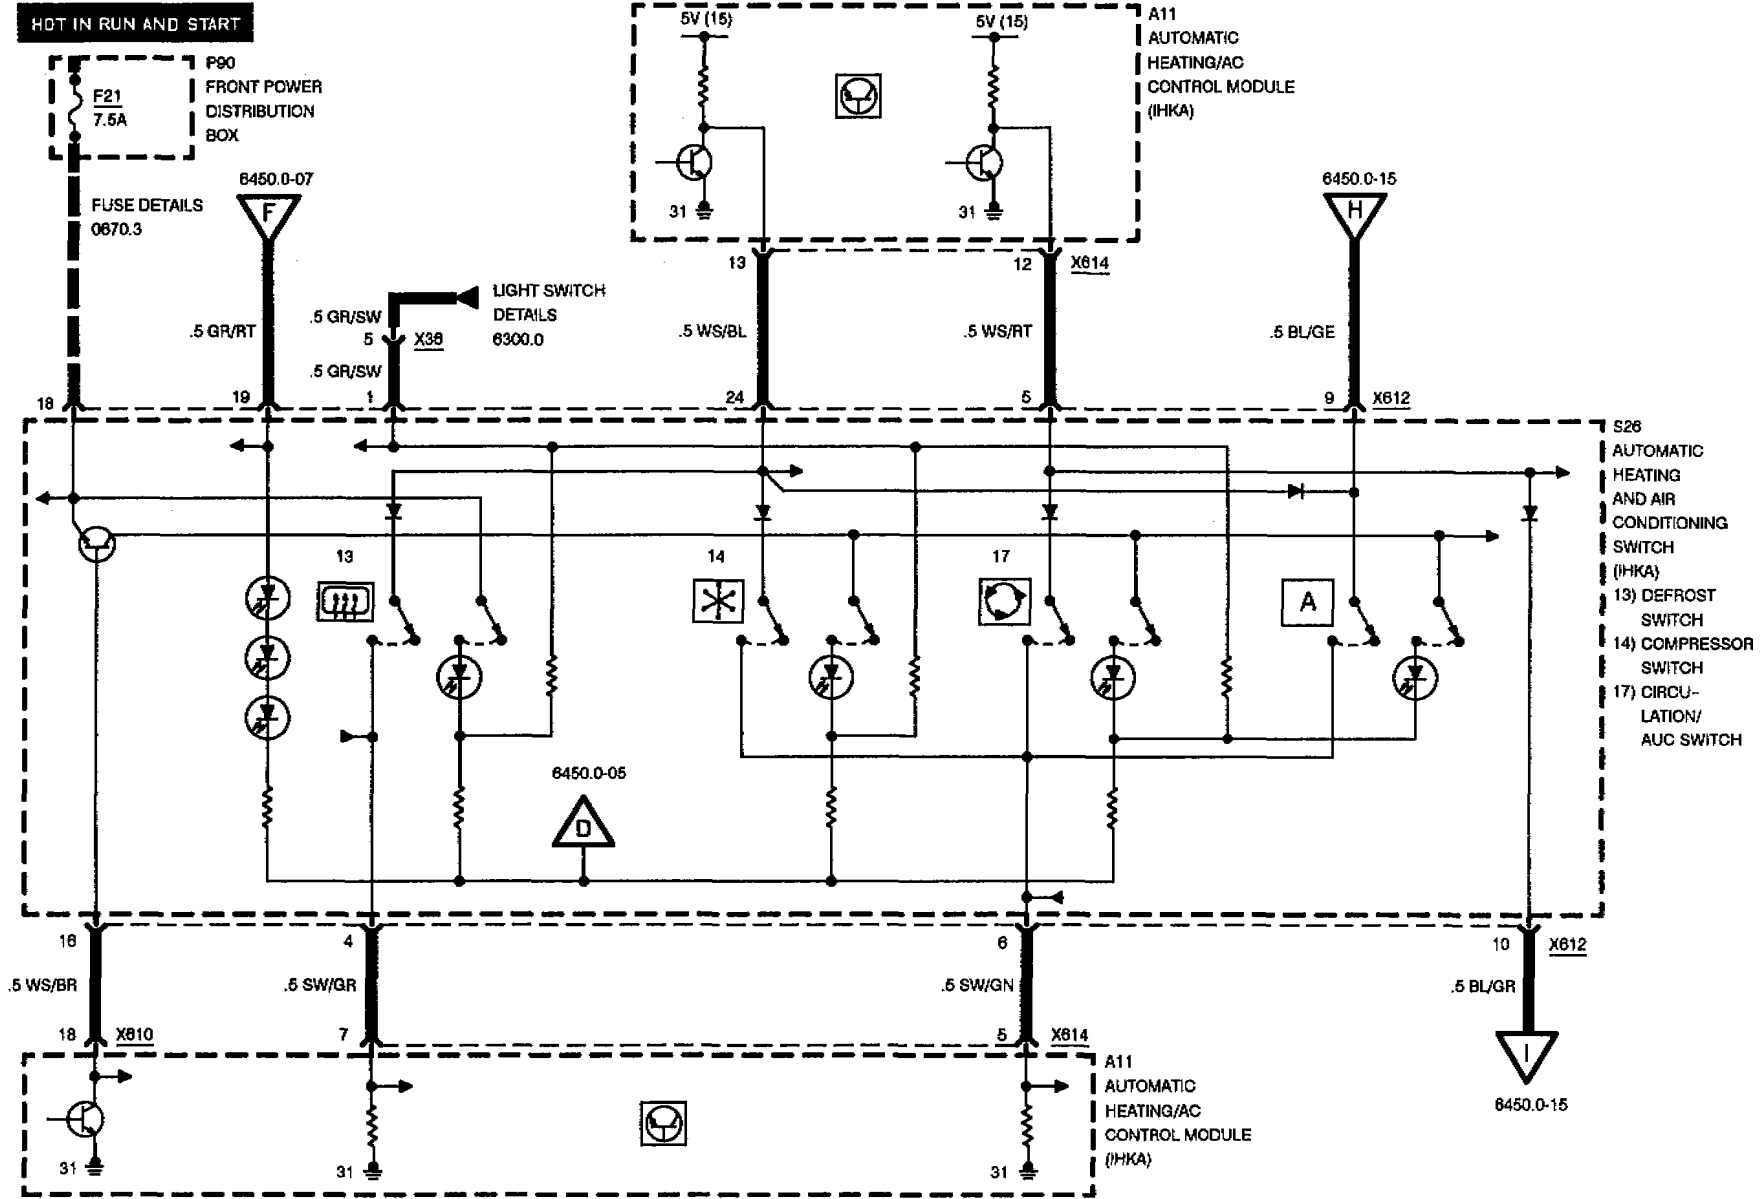 HOT IN RUN AND START
P90
FRONT POWER
DISTRIBUTION
BOX
F21
7.5A
FUSE DETAILS
0670.3
6450.0-07
F
.5 GR/RT
LIGHT SWITCH
DETAILS
6300.0
.5 GR/SW
5
X36
.5 GR/SW
5V (15)
5V (15)
31
31
A11
AUTOMATIC
HEATING/AC
CONTROL MODULE
(IHKA)
13
12
X614
.5 WS/BL
.5 WS/RT
6450.0-15
H
.5 BL/GE
18
19
1
24
5
9
X612
S26
AUTOMATIC
HEATING
AND AIR
CONDITIONING
SWITCH
(IHKA)
13) DEFROST
SWITCH
14) COMPRESSOR
SWITCH
17) CIRCU-
LATION/
AUC SWITCH
13
14
17
A
6450.0-05
D
16
4
6
10
X612
.5 WS/BR
.5 SW/GR
.5 SW/GN
.5 BL/GR
18
X610
7
5
X614
I
6450.0-15
31
31
31
A11
AUTOMATIC
HEATING/AC
CONTROL MODULE
(IHKA)